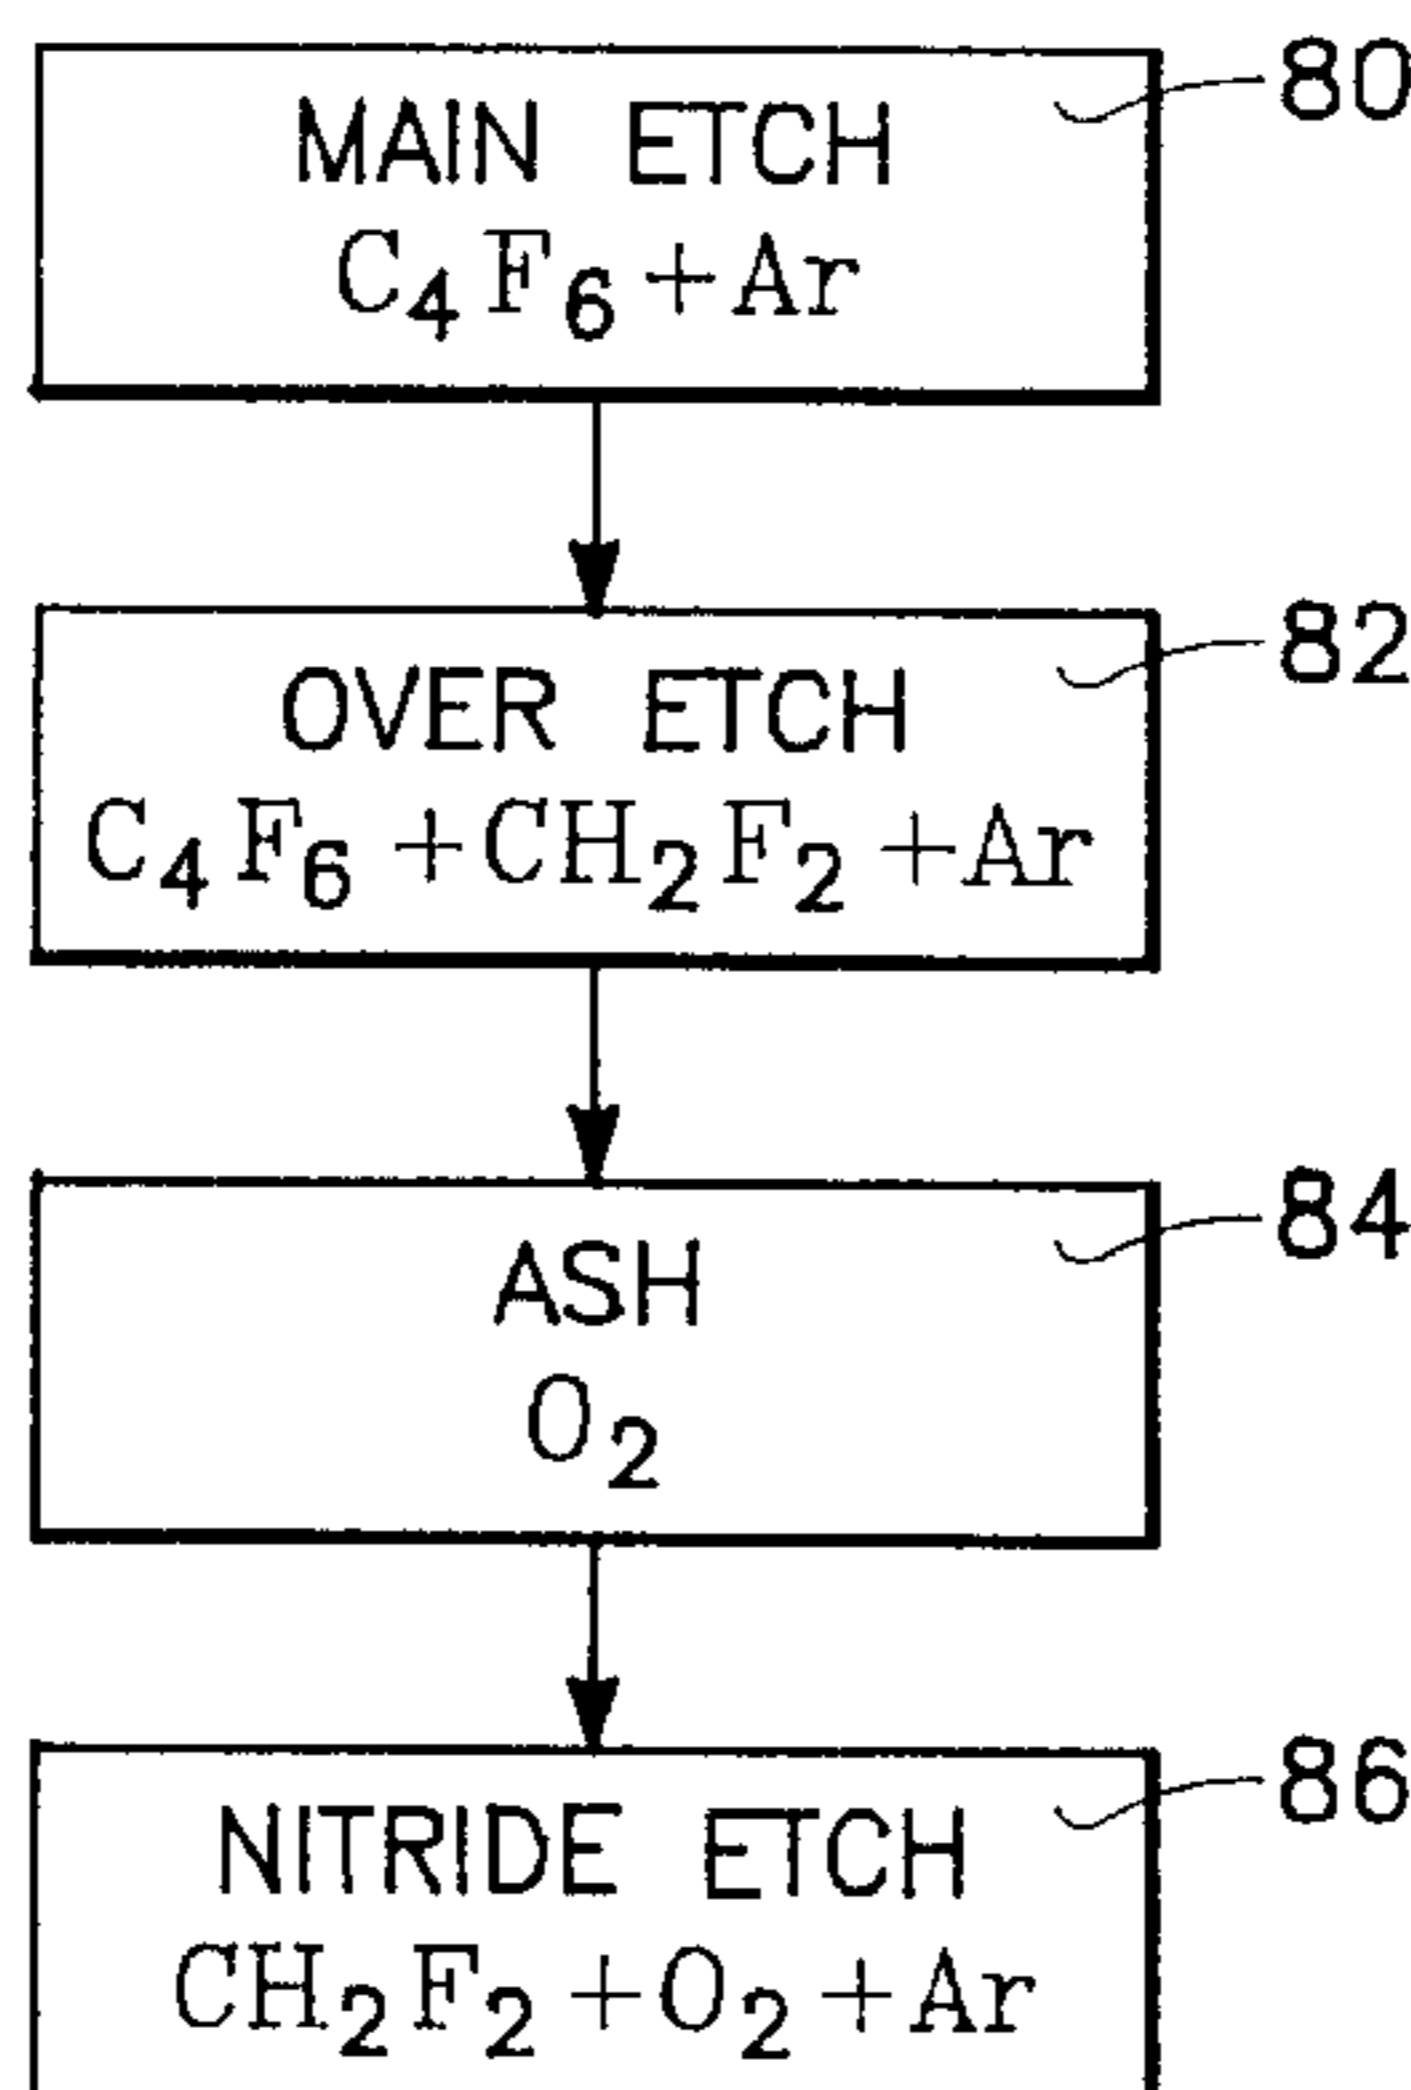 MAIN ETCH 80
C₄F₆+Ar
OVER ETCH 82
C₄F₆+CH₂F₂+Ar
ASH 84
O₂
NITRIDE ETCH 86
CH₂F₂+O₂+Ar